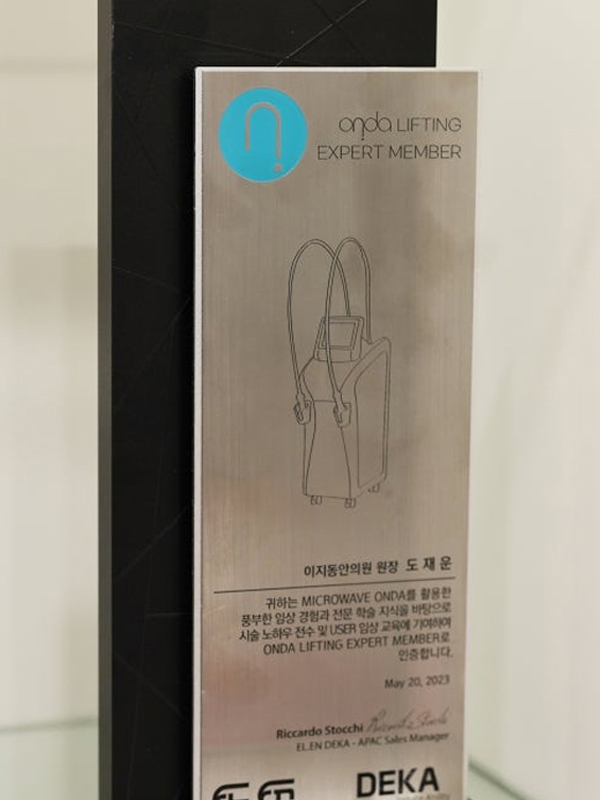 onda LIFTING
EXPERT MEMBER
이지동안의원 원장 도재운
귀하는 MICROWAVE ONDA를 활용한
풍부한 임상 경험과 전문 학술 지식을 바탕으로
시술 노하우 전수 및 USER 임상 교육에 기여하여
ONDA LIFTING EXPERT MEMBER로
인증합니다.
May 20, 2023
Riccardo Stocchi
EL.EN DEKA - APAC Sales Manager
DEKA